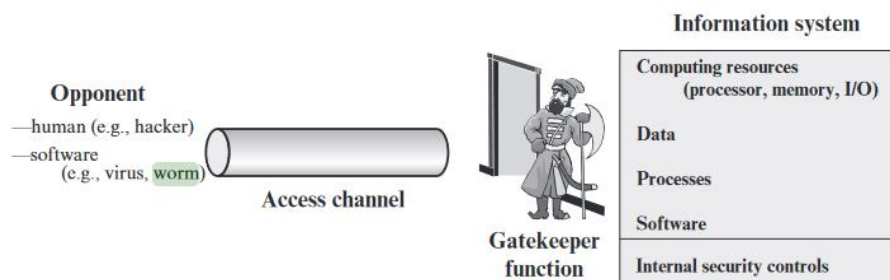 Information system
Computing resources
(processor, memory, I/O)
Data
Processes
Software
Internal security controls
Opponent
—human (e.g., hacker)
—software
(e.g., virus, worm)
Access channel
Gatekeeper
function